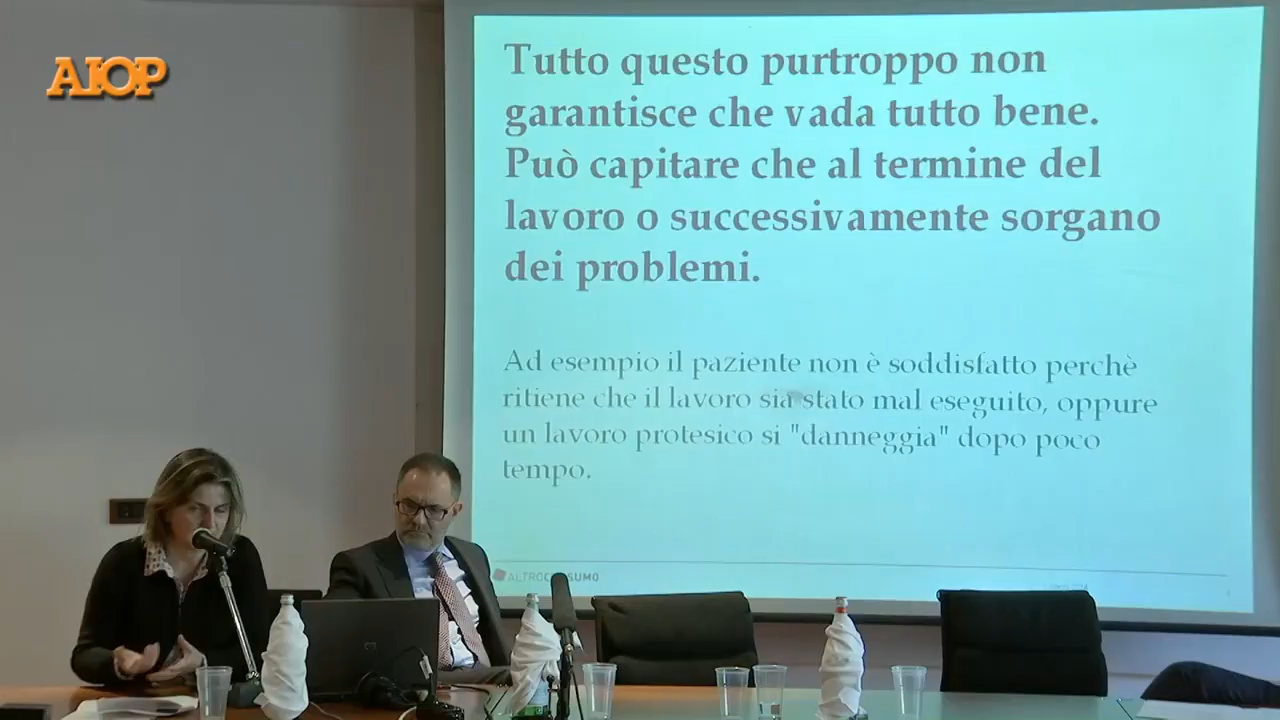 AIOP
Tutto questo purtroppo non
garantisce che vada tutto bene.
Può capitare che al termine del
lavoro o successivamente sorgano
dei problemi.
Ad esempio il paziente non è soddisfatto perchè
ritiene che il lavoro sia stato mal eseguito, oppure
un lavoro protesico si "danneggia" dopo poco
tempo.
ALTROCONSUMO